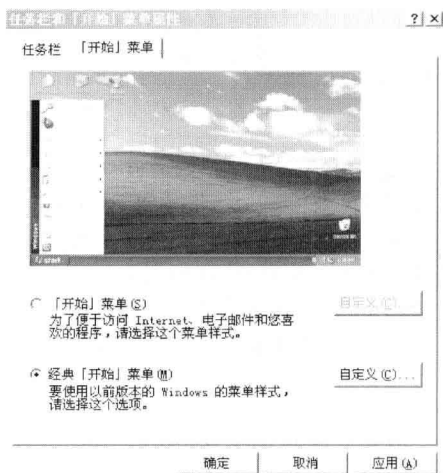 任务栏和「开始」菜单属性
任务栏 「开始」菜单
Windows
start
「开始」菜单(S)
自定义(C)...
为了便于访问 Internet、电子邮件和您喜
欢的程序，请选择这个菜单样式。
经典「开始」菜单(M)
自定义(C)...
要使用以前版本的 Windows 的菜单样式，
请选择这个选项。
确定 取消 应用(A)